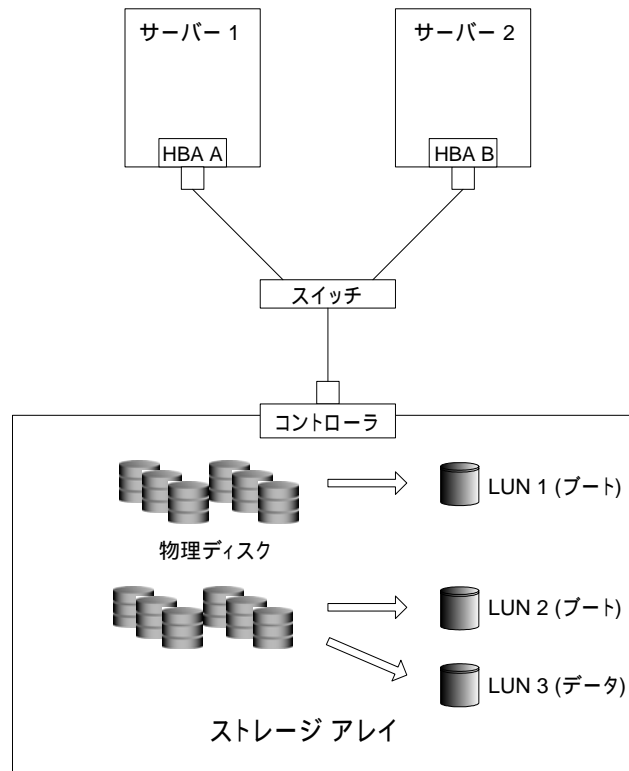 サーバー 1
サーバー 2
HBA A
HBA B
スイッチ
コントローラ
LUN 1 (ブート)
物理ディスク
LUN 2 (ブート)
LUN 3 (データ)
ストレージ アレイ